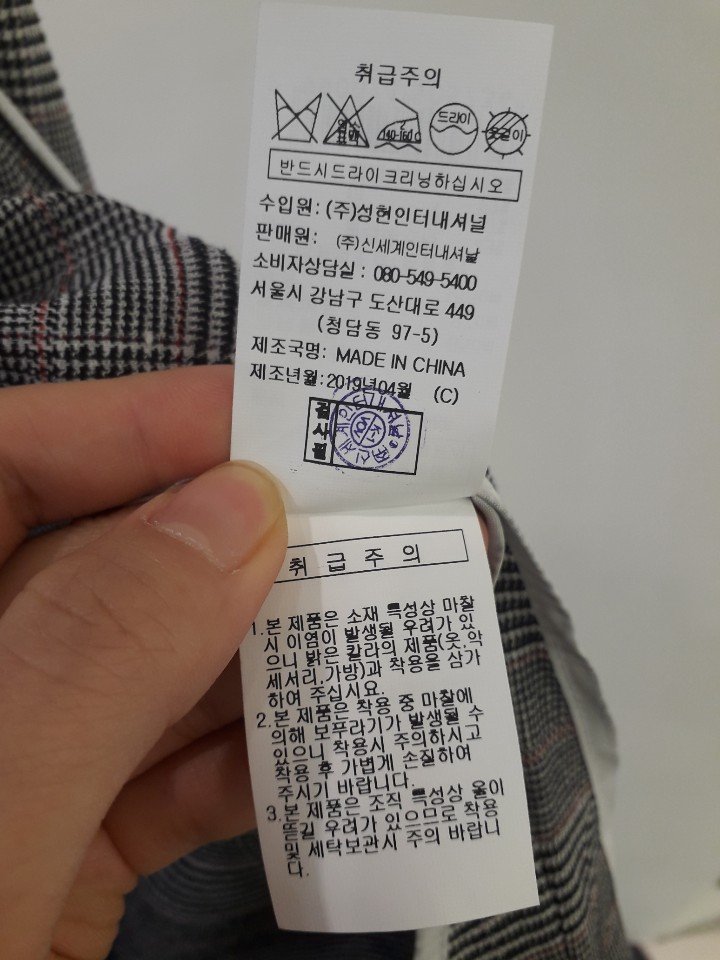 취급주의
염소
표백
140-160℃
드라이
옷걸이
반드시드라이크리닝하십시오
수입원: (주)성헌인터내셔널
판매원: (주)신세계인터내셔날
소비자상담실 : 080-549-5400
서울시 강남구 도산대로 449
(청담동 97-5)
제조국명: MADE IN CHINA
제조년월:2019년04월 (C)
검
사
필
취 급 주 의
1.본 제품은 소재 특성상 마찰
시 이염이 발생될 우려가 있
으니 밝은 칼라의 제품(옷,악
세서리,가방)과 착용을 삼가
하여 주십시요.
2.본 제품은 착용 중 마찰에
의해 보푸라기가 발생될 수
있으니 착용시 주의하시고
착용 후 가볍게 손질하여
주시기 바랍니다.
3.본 제품은 조직 특성상 올이
뜯길 우려가 있으므로 착용
및 세탁보관시 주의 바랍니
다.